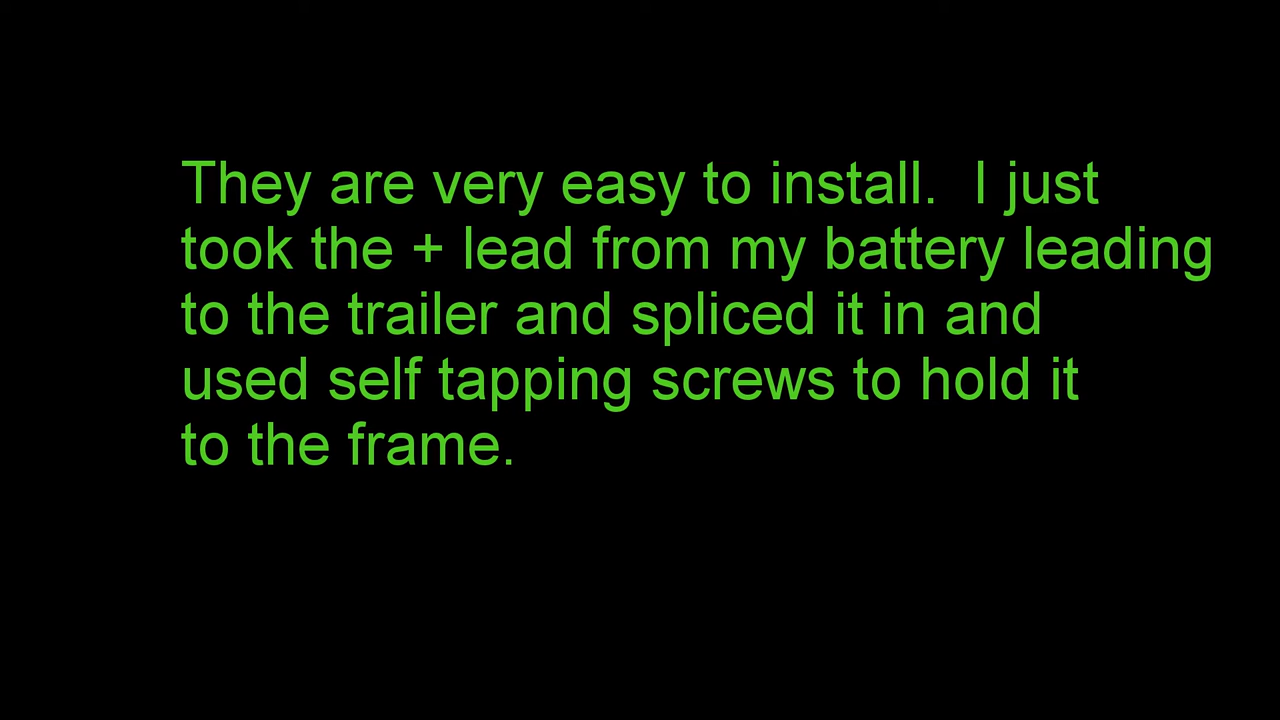 They are very easy to install.  I just
took the + lead from my battery leading
to the trailer and spliced it in and
used self tapping screws to hold it
to the frame.